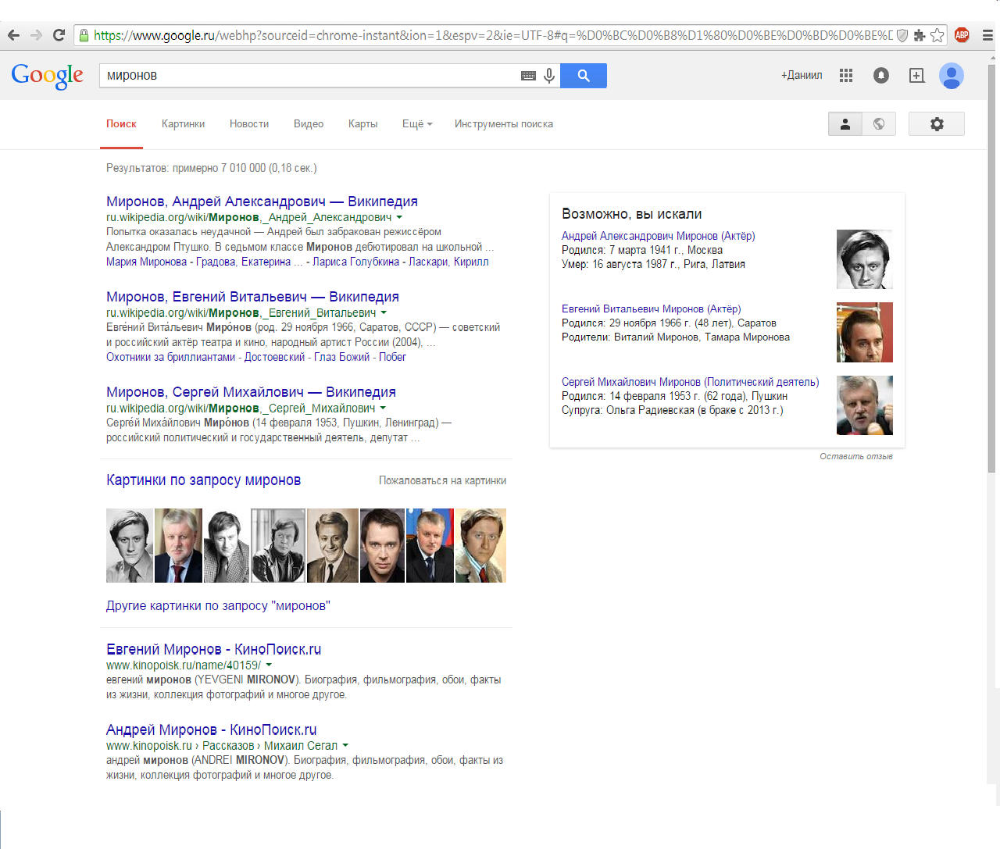 https://www.google.ru/webhp?sourceid=chrome-instant&ion=1&espv=2&ie=UTF-8#q=%D0%BC%D0%B8%D1%80%D0%BE%D0%BD%D0%BE%D
ABP
Google
миронов
+Даниил
Поиск Картинки Новости Видео Карты Ещё Инструменты поиска
Результатов: примерно 7 010 000 (0,18 сек.)
Миронов, Андрей Александрович — Википедия
ru.wikipedia.org/wiki/Миронов,_Андрей_Александрович
Попытка оказалась неудачной — Андрей был забракован режиссёром
Александром Птушко. В седьмом классе Миронов дебютировал на школьной ...
Мария Миронова - Градова, Екатерина ... - Лариса Голубкина - Ласкари, Кирилл
Миронов, Евгений Витальевич — Википедия
ru.wikipedia.org/wiki/Миронов,_Евгений_Витальевич
Евге́ний Вита́льевич Миро́нов (род. 29 ноября 1966, Саратов, СССР) — советский
и российский актёр театра и кино, народный артист России (2004), ...
Охотники за бриллиантами - Достоевский - Глаз Божий - Побег
Миронов, Сергей Михайлович — Википедия
ru.wikipedia.org/wiki/Миронов,_Сергей_Михайлович
Серге́й Миха́йлович Миро́нов (14 февраля 1953, Пушкин, Ленинград) —
российский политический и государственный деятель, депутат ...
Картинки по запросу миронов
Пожаловаться на картинки
Другие картинки по запросу "миронов"
Евгений Миронов - КиноПоиск.ru
www.kinopoisk.ru/name/40159/
евгений миронов (YEVGENI MIRONOV). Биография, фильмография, обои, факты
из жизни, коллекция фотографий и многое другое.
Андрей Миронов - КиноПоиск.ru
www.kinopoisk.ru › Рассказов › Михаил Сегал
андрей миронов (ANDREI MIRONOV). Биография, фильмография, обои, факты из
жизни, коллекция фотографий и многое другое.
Возможно, вы искали
Андрей Александрович Миронов (Актёр)
Родился: 7 марта 1941 г., Москва
Умер: 16 августа 1987 г., Рига, Латвия
Евгений Витальевич Миронов (Актёр)
Родился: 29 ноября 1966 г. (48 лет), Саратов
Родители: Виталий Миронов, Тамара Миронова
Сергей Михайлович Миронов (Политический деятель)
Родился: 14 февраля 1953 г. (62 года), Пушкин
Супруга: Ольга Радиевская (в браке с 2013 г.)
Оставить отзыв